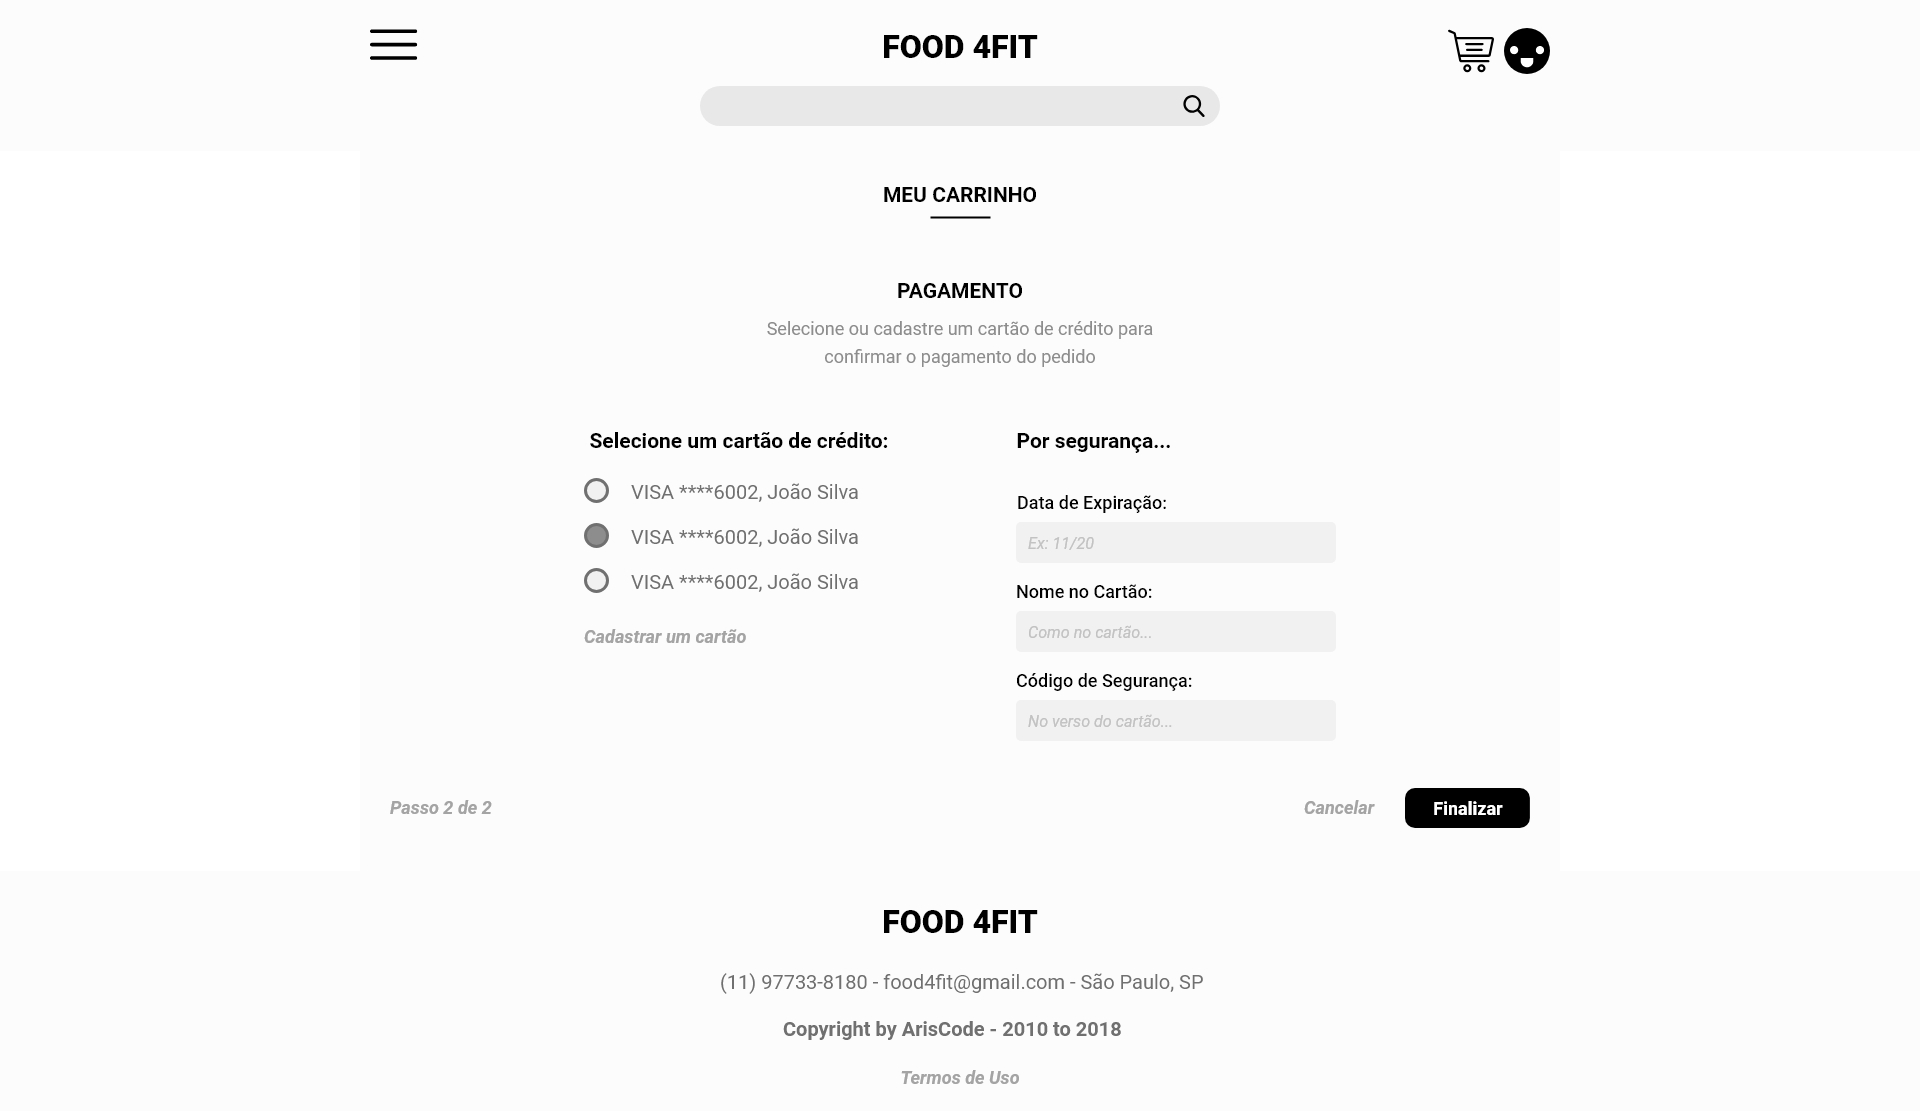 FOOD 4FIT
MEU CARRINHO
PAGAMENTO
Selecione ou cadastre um cartão de crédito para
confirmar o pagamento do pedido
Selecione um cartão de crédito:
VISA ****6002, João Silva
VISA ****6002, João Silva
VISA ****6002, João Silva
Cadastrar um cartão
Por segurança...
Data de Expiração:
Ex: 11/20
Nome no Cartão:
Como no cartão...
Código de Segurança:
No verso do cartão...
Passo 2 de 2
Cancelar
Finalizar
FOOD 4FIT
(11) 97733-8180 - food4fit@gmail.com - São Paulo, SP
Copyright by ArisCode - 2010 to 2018
Termos de Uso